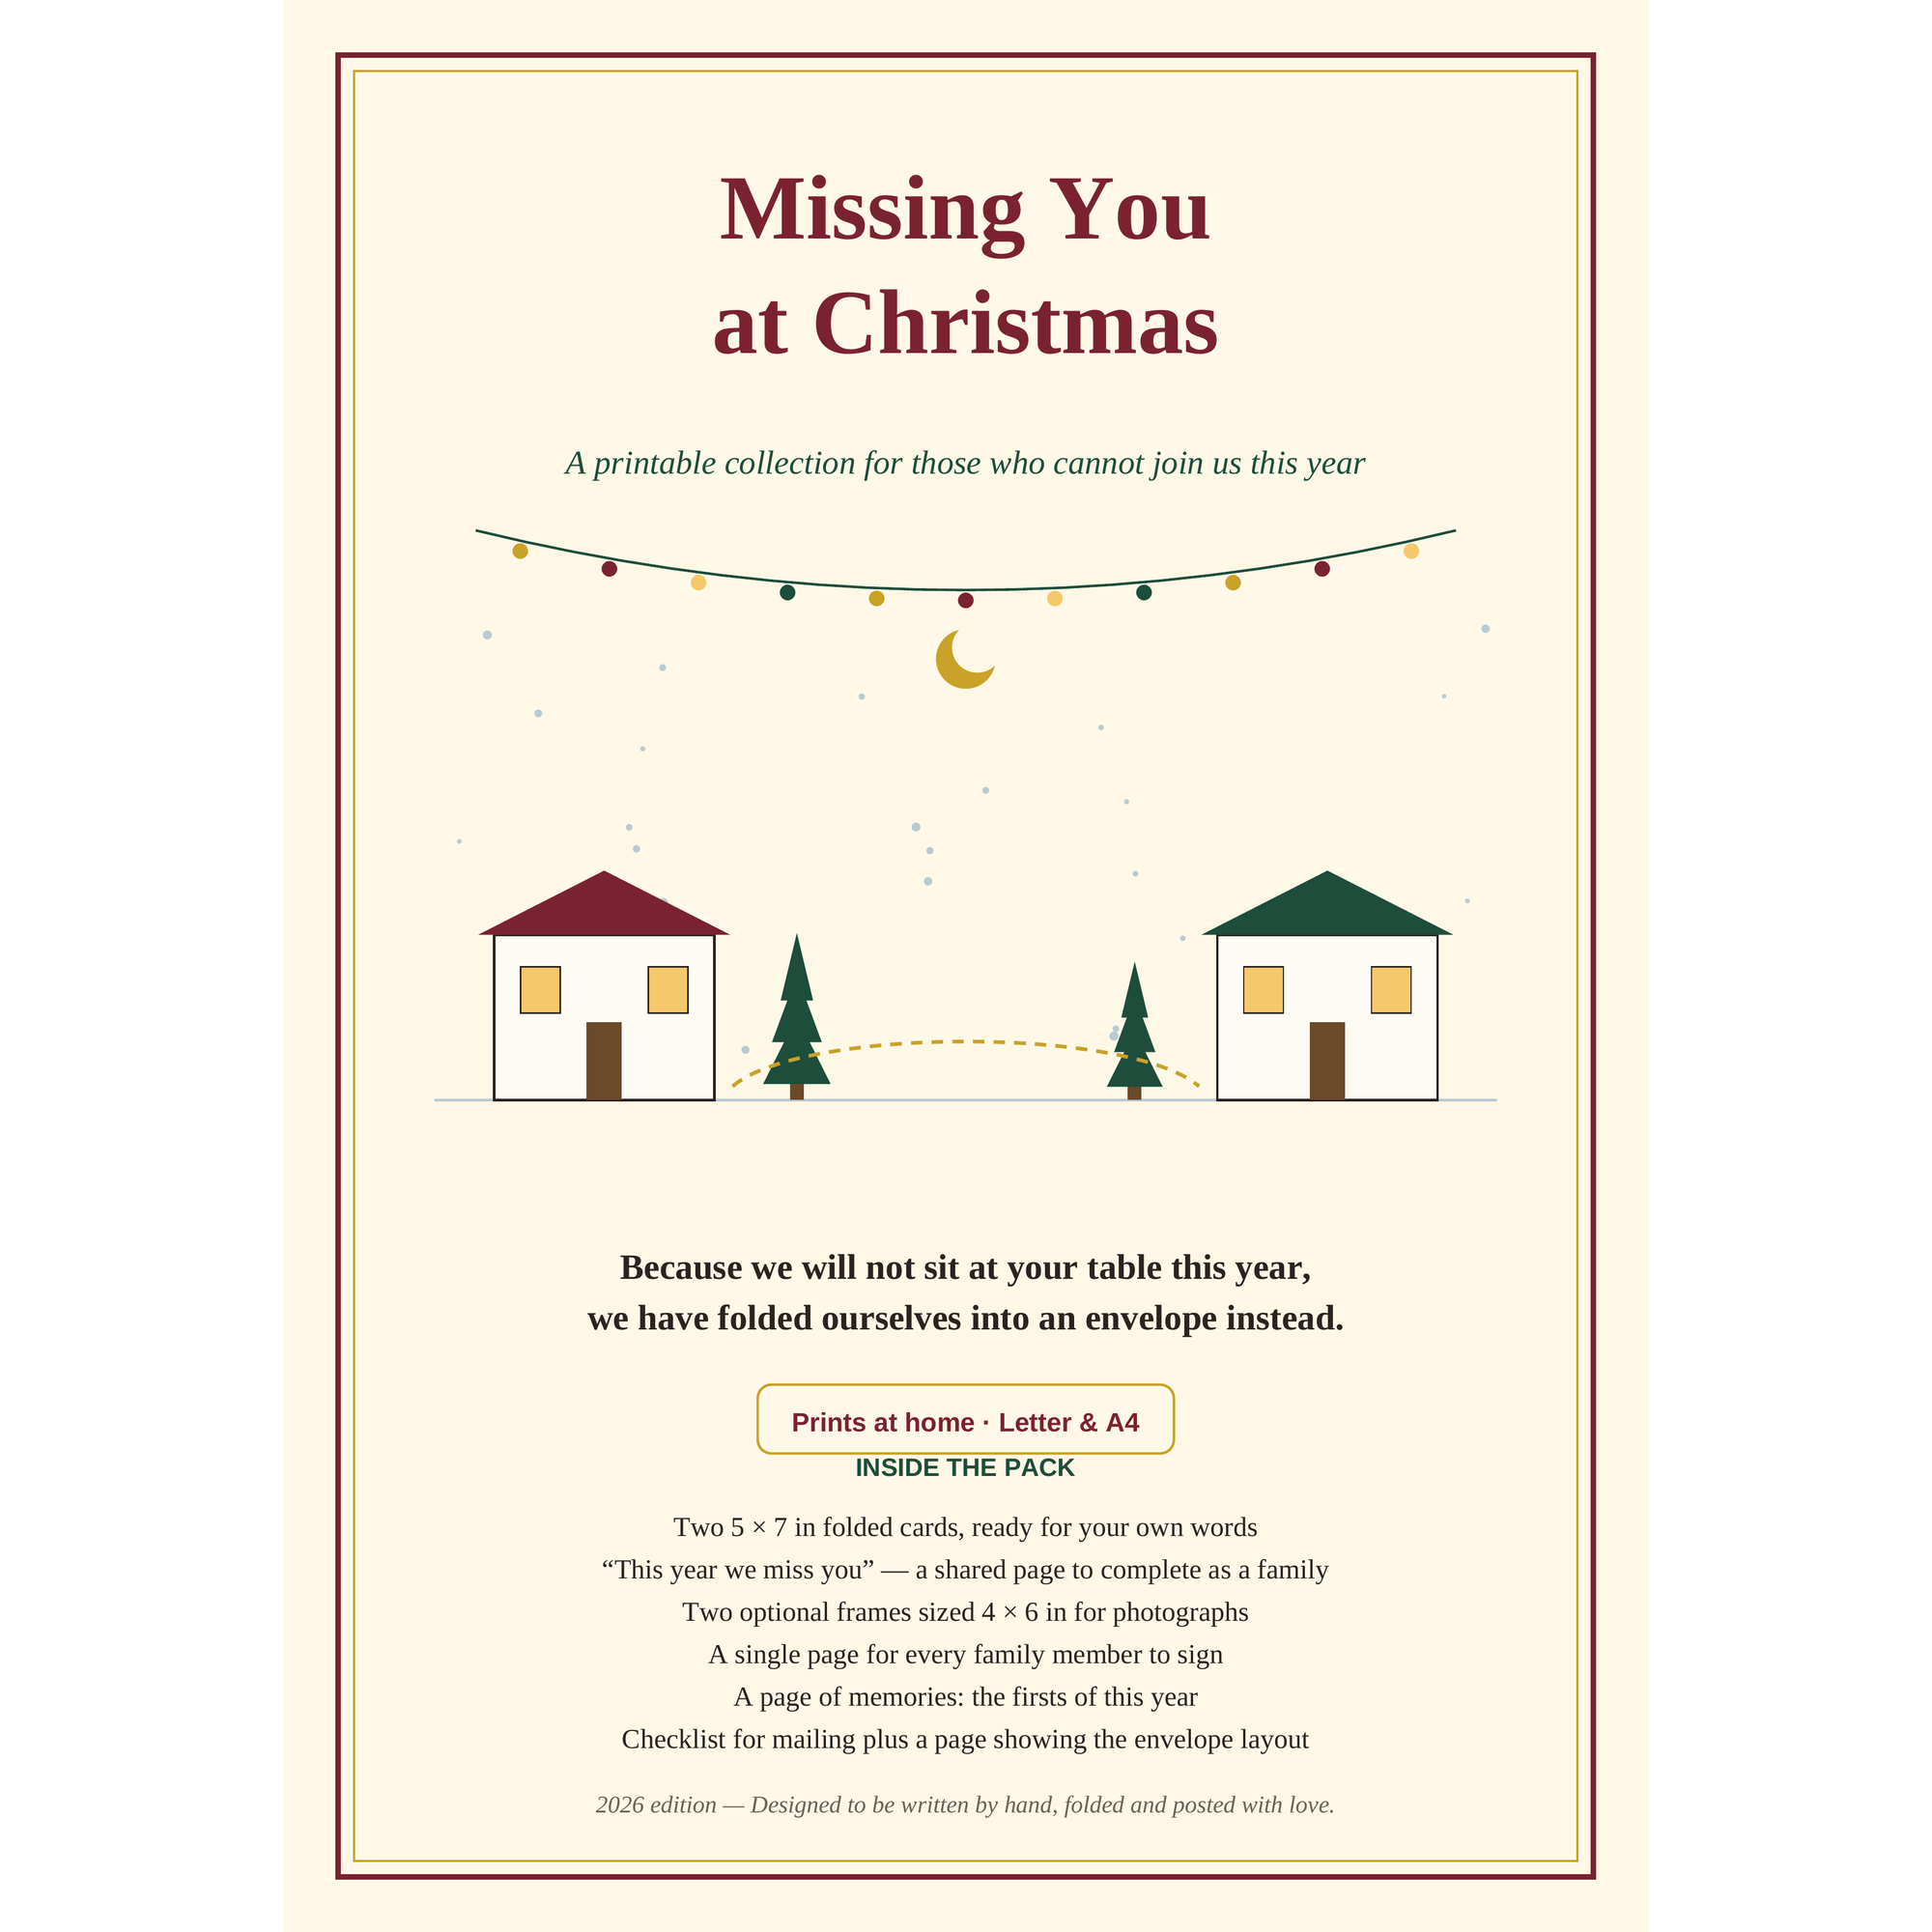 Missing You
at Christmas
A printable collection for those who cannot join us this year
Because we will not sit at your table this year,
we have folded ourselves into an envelope instead.
Prints at home · Letter & A4
INSIDE THE PACK
Two 5 × 7 in folded cards, ready for your own words
“This year we miss you” — a shared page to complete as a family
Two optional frames sized 4 × 6 in for photographs
A single page for every family member to sign
A page of memories: the firsts of this year
Checklist for mailing plus a page showing the envelope layout
2026 edition — Designed to be written by hand, folded and posted with love.